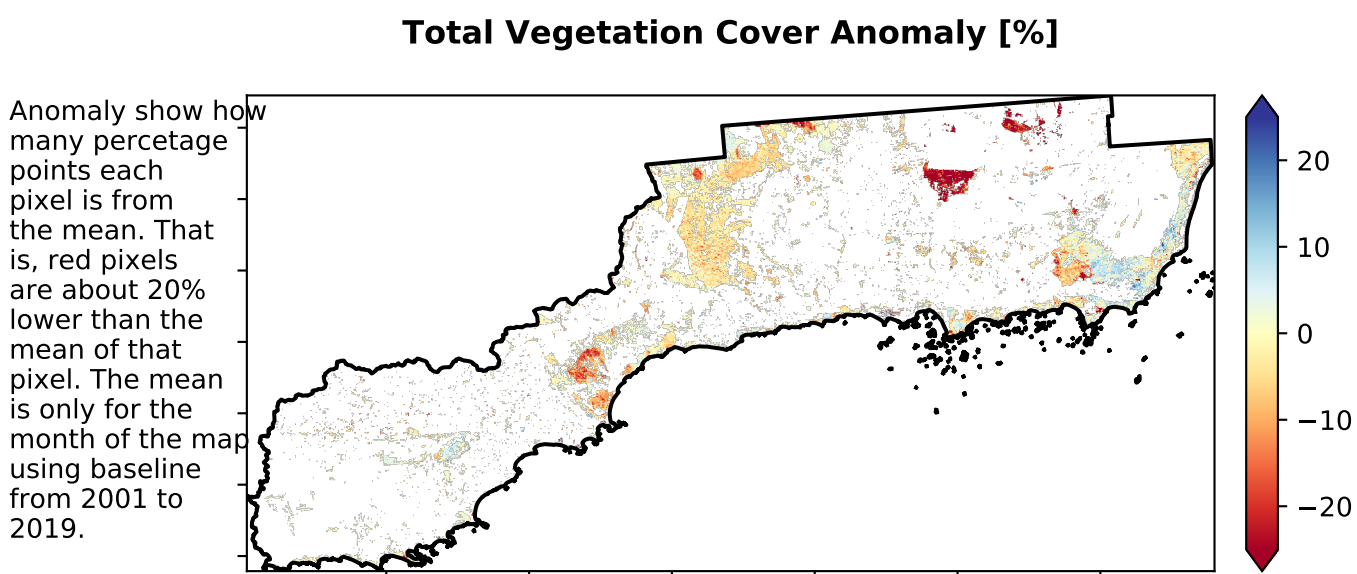 Total Vegetation Cover Anomaly [%]
Anomaly show how
many percetage
points each
pixel is from
the mean. That
is, red pixels
are about 20%
lower than the
mean of that
pixel. The mean
is only for the
month of the map
using baseline
from 2001 to
2019.
20
10
0
−10
−20